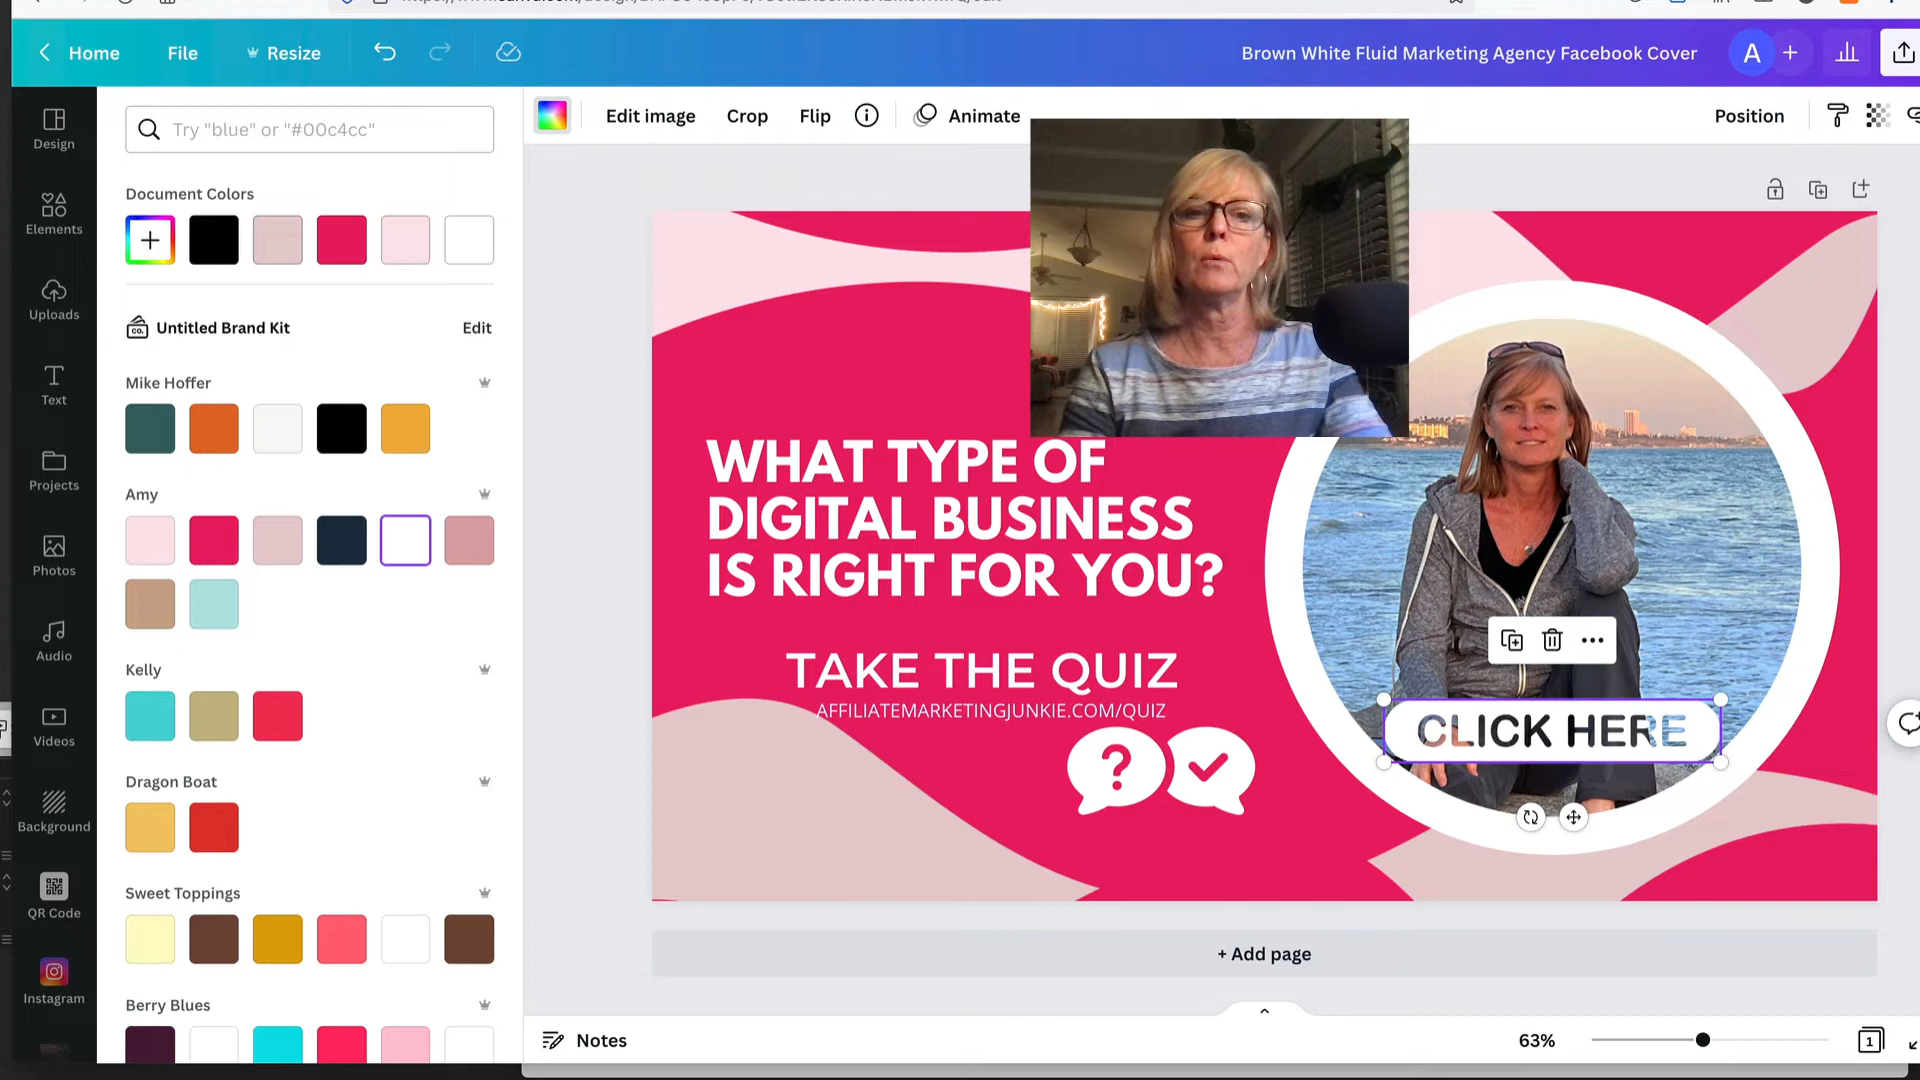 Home
File
Resize
Brown White Fluid Marketing Agency Facebook Cover
A
Design
Elements
Uploads
Text
Projects
Photos
Audio
Videos
Background
QR Code
Instagram
Try "blue" or "#00c4cc"
Document Colors
CO.
Untitled Brand Kit
Edit
Mike Hoffer
Amy
Kelly
Dragon Boat
Sweet Toppings
Berry Blues
Edit image
Crop
Flip
Animate
Position
WHAT TYPE OF
DIGITAL BUSINESS
IS RIGHT FOR YOU?
TAKE THE QUIZ
AFFILIATEMARKETINGJUNKIE.COM/QUIZ
?
CLICK HERE
+ Add page
Notes
63%
1